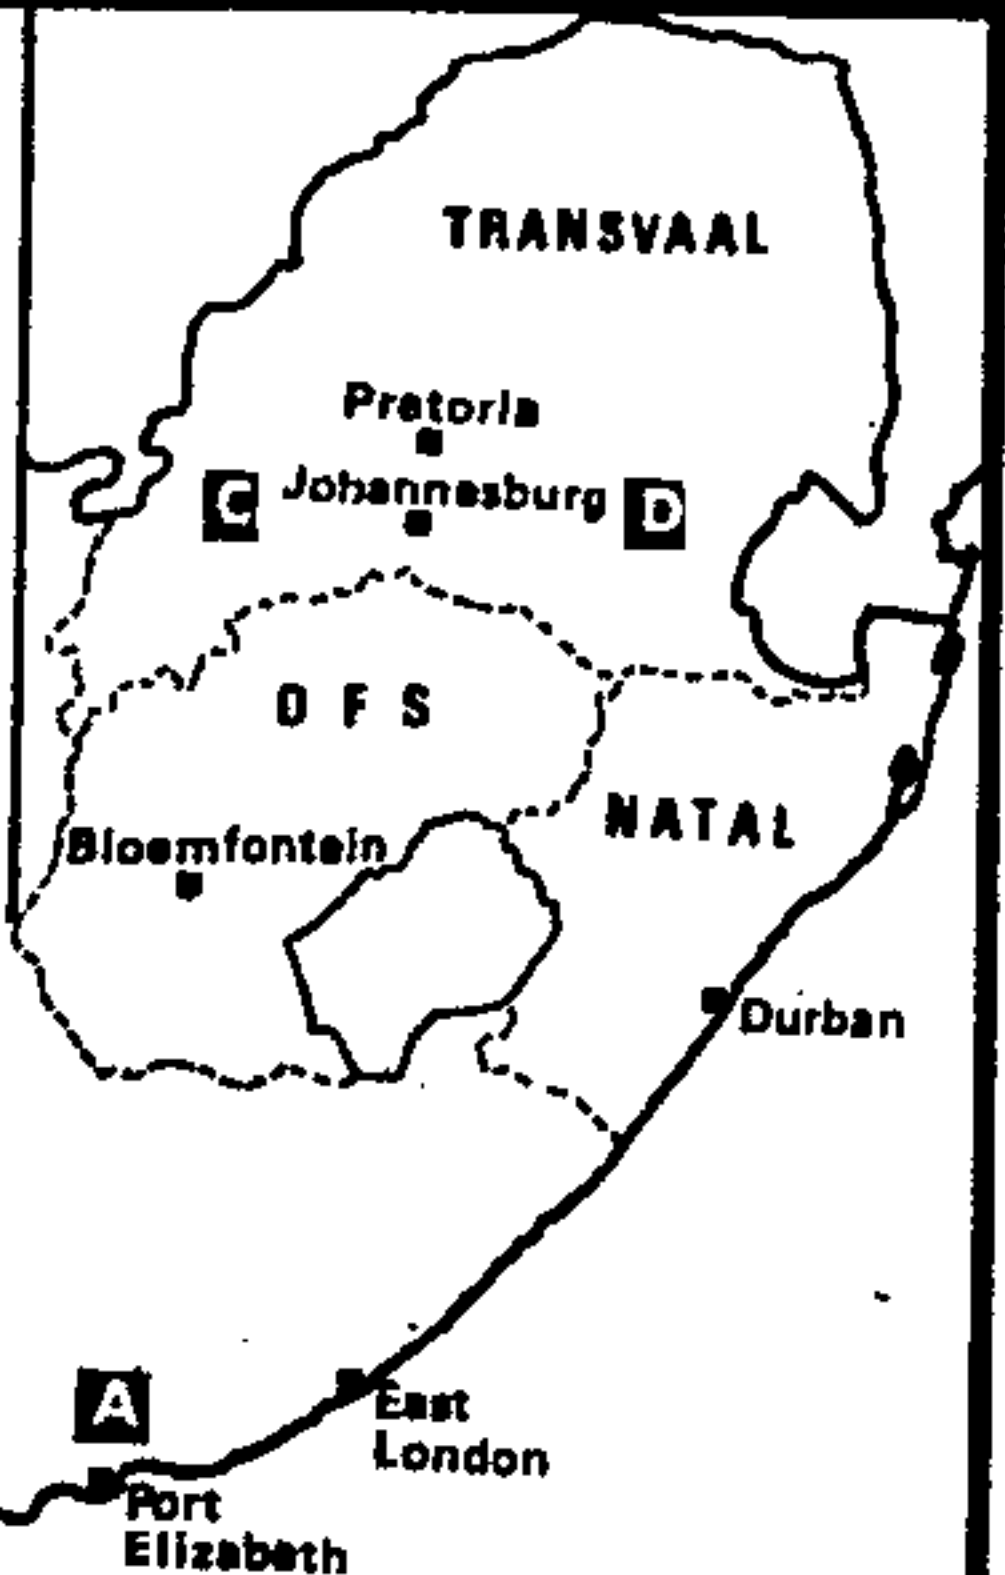 TRANSVAAL
Pretoria
C Johannesburg D
O F S
NATAL
Bloemfontein
Durban
A
East
London
Port
Elizabeth